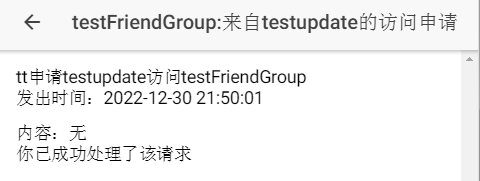 testFriendGroup:来自testupdate的访问申请
tt申请testupdate访问testFriendGroup
发出时间：2022-12-30 21:50:01
内容：无
你已成功处理了该请求